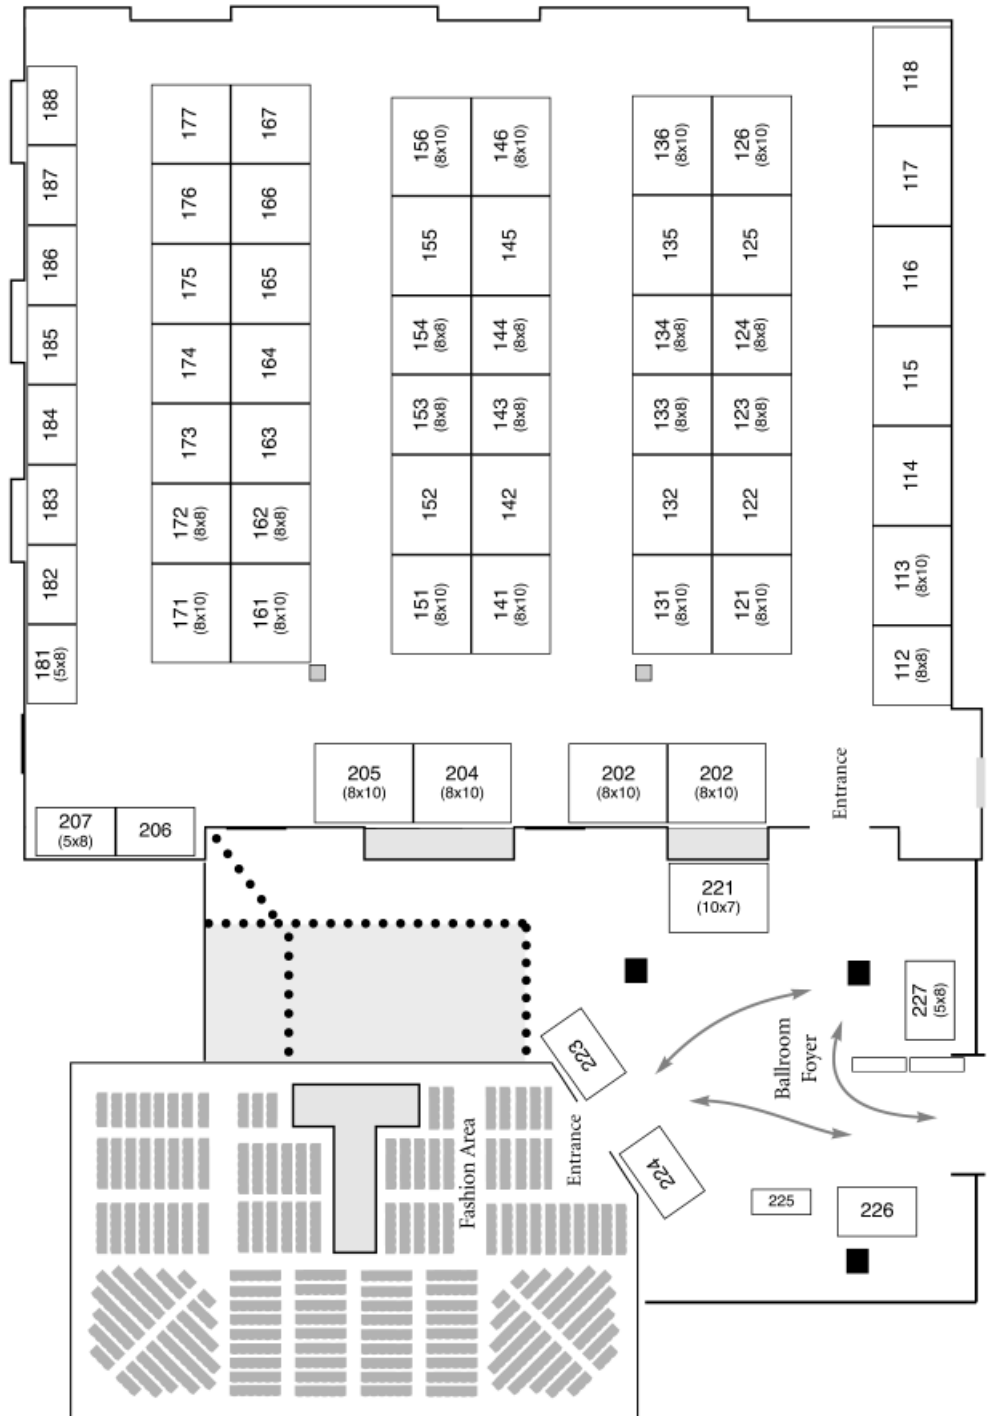 188
187
186
185
184
183
182
181
(5x8)
177
176
175
174
173
172
(8x8)
171
(8x10)
167
166
165
164
163
162
(8x8)
161
(8x10)
156
(8x10)
155
154
(8x8)
153
(8x8)
152
151
(8x10)
146
(8x10)
145
144
(8x8)
143
(8x8)
142
141
(8x10)
136
(8x10)
135
134
(8x8)
133
(8x8)
132
131
(8x10)
126
(8x10)
125
124
(8x8)
123
(8x8)
122
121
(8x10)
118
117
116
115
114
113
(8x10)
112
(8x8)
205
(8x10)
204
(8x10)
202
(8x10)
202
(8x10)
Entrance
207
(5x8)
206
221
(10x7)
227
(5x8)
223
Ballroom
Foyer
Fashion Area
Entrance
224
225
226